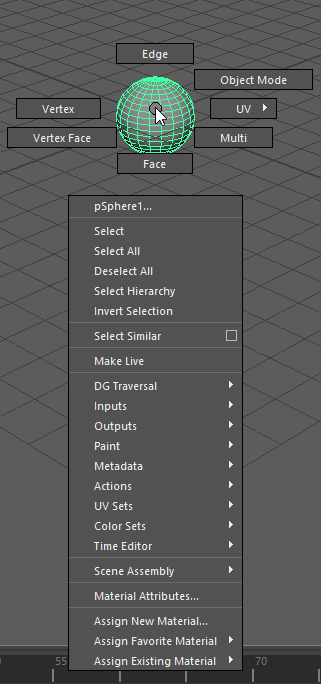 Edge
Object Mode
Vertex
UV
Vertex Face
Multi
Face
pSphere1...
Select
Select All
Deselect All
Select Hierarchy
Invert Selection
Select Similar
Make Live
DG Traversal
Inputs
Outputs
Paint
Metadata
Actions
UV Sets
Color Sets
Time Editor
Scene Assembly
Material Attributes...
Assign New Material...
Assign Favorite Material
Assign Existing Material
55
70